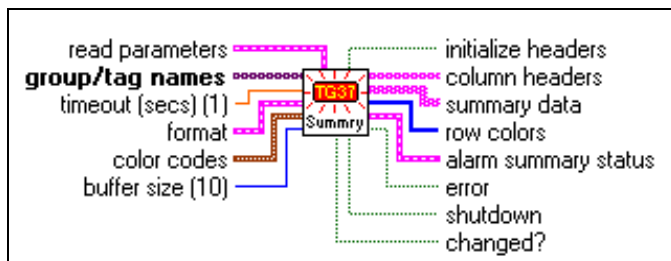 read parameters
group/tag names
timeout (secs) (1)
format
color codes
buffer size (10)
TG37
Summry
initialize headers
column headers
summary data
row colors
alarm summary status
error
shutdown
changed?